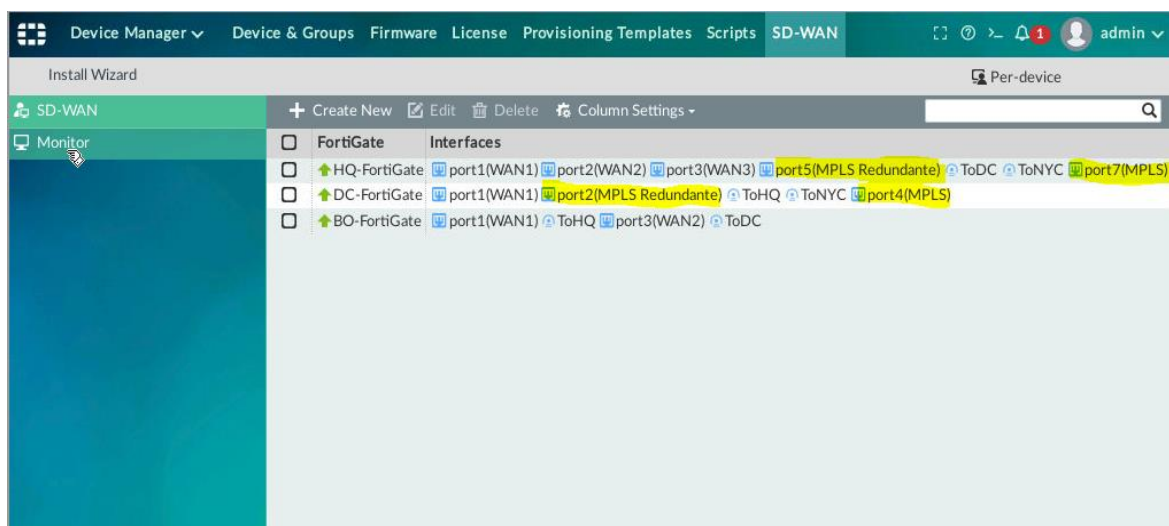 Device Manager Device & Groups Firmware License Provisioning Templates Scripts SD-WAN 1 admin
Install Wizard Per-device
SD-WAN Create New Edit Delete Column Settings
Monitor FortiGate Interfaces
HQ-FortiGate port1(WAN1) port2(WAN2) port3(WAN3) port5(MPLS Redundante) ToDC ToNYC port7(MPLS)
DC-FortiGate port1(WAN1) port2(MPLS Redundante) ToHQ ToNYC port4(MPLS)
BO-FortiGate port1(WAN1) ToHQ port3(WAN2) ToDC